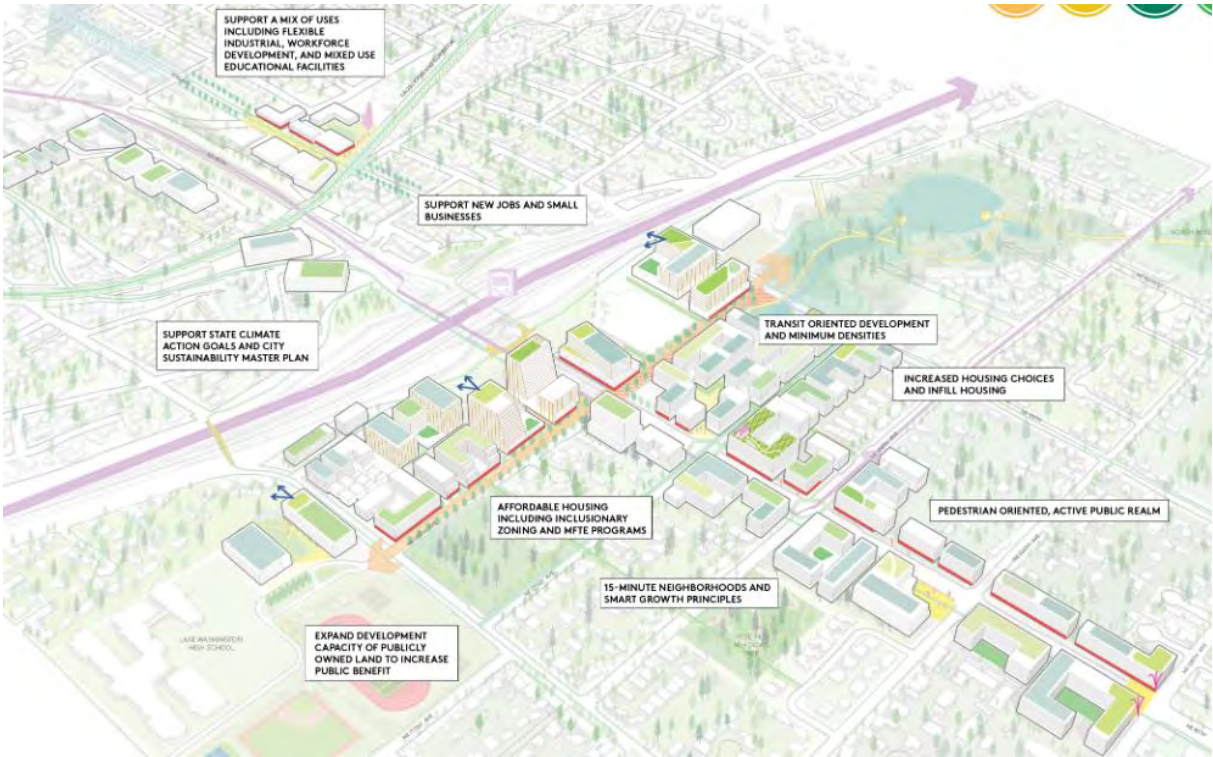 SUPPORT A MIX OF USES
INCLUDING FLEXIBLE
INDUSTRIAL, WORKFORCE
DEVELOPMENT, AND MIXED USE
EDUCATIONAL FACILITIES
SUPPORT NEW JOBS AND SMALL
BUSINESSES
SUPPORT STATE CLIMATE
ACTION GOALS AND CITY
SUSTAINABILITY MASTER PLAN
TRANSIT ORIENTED DEVELOPMENT
AND MINIMUM DENSITIES
INCREASED HOUSING CHOICES
AND INFILL HOUSING
AFFORDABLE HOUSING
INCLUDING INCLUSIONARY
ZONING AND MFTE PROGRAMS
PEDESTRIAN ORIENTED, ACTIVE PUBLIC REALM
15-MINUTE NEIGHBORHOODS AND
SMART GROWTH PRINCIPLES
EXPAND DEVELOPMENT
CAPACITY OF PUBLICLY
OWNED LAND TO INCREASE
PUBLIC BENEFIT
LAKE WASHINGTON
HIGH SCHOOL